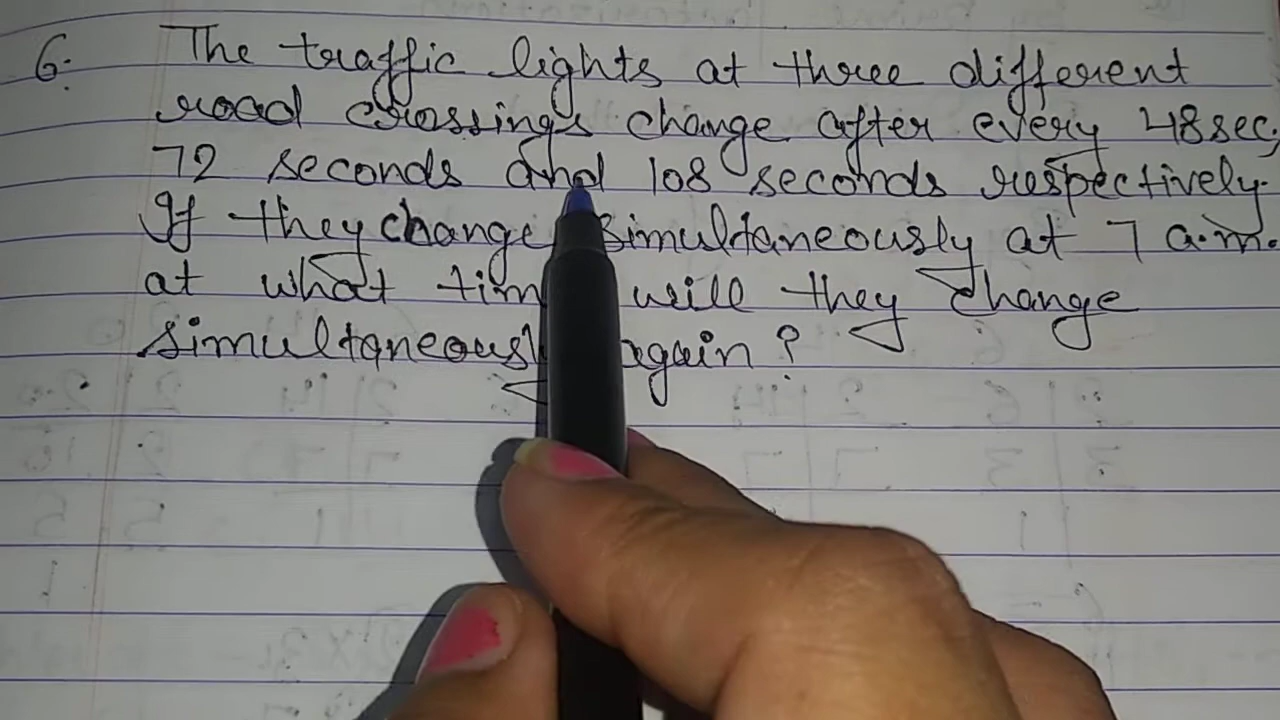 6. The traffic lights at three different
road crossings change after every 48sec,
72 seconds and 108 seconds respectively.
If they change simultaneously at 7 a.m.
at what will they change
again ?